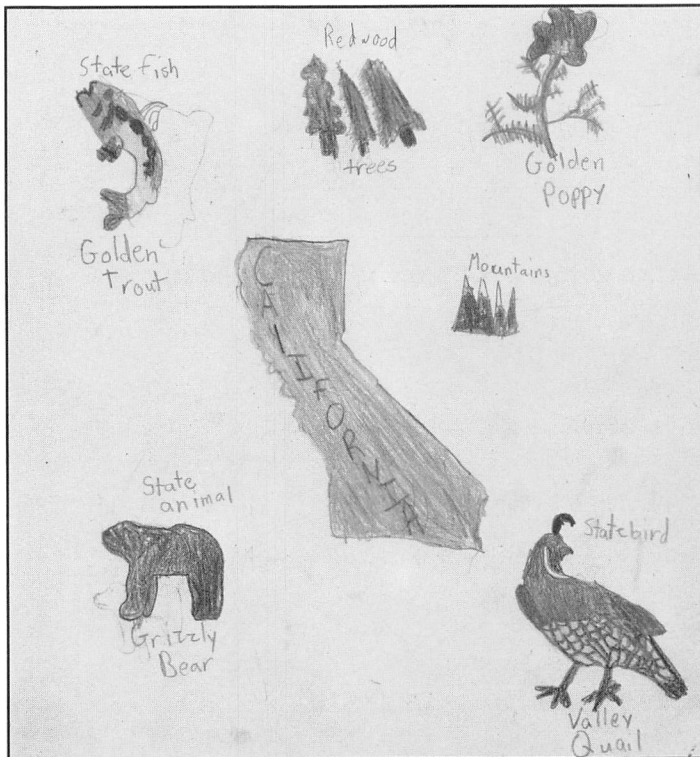 State fish
Golden
Trout
Redwood
trees
Golden
Poppy
Mountains
CALIFORNIA
State
animal
Grizzly
Bear
Statebird
Valley
Quail